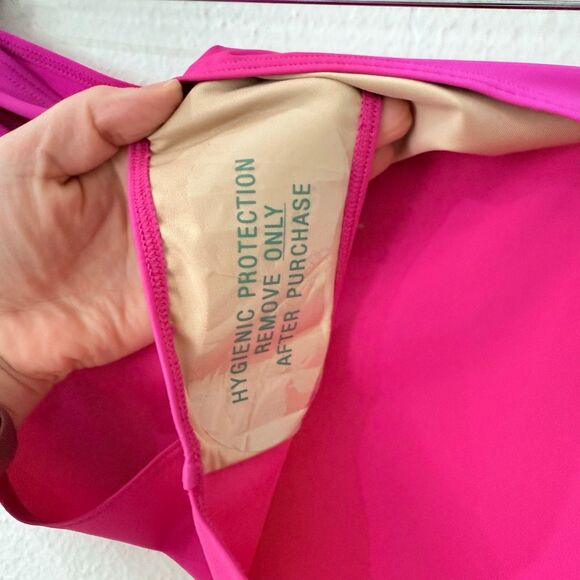 HYGIENIC PROTECTION
REMOVE ONLY
AFTER PURCHASE